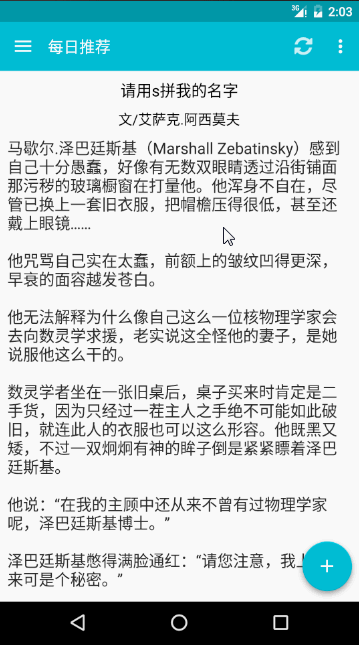 3G 2:03
每日推荐
请用s拼我的名字
文/艾萨克.阿西莫夫
马歇尔.泽巴廷斯基（Marshall Zebatinsky）感到
自己十分愚蠢，好像有无数双眼睛透过沿街铺面
那污秽的玻璃橱窗在打量他。他浑身不自在，尽
管已换上一套旧衣服，把帽檐压得很低，甚至还
戴上眼镜……
他咒骂自己实在太蠢，前额上的皱纹凹得更深，
早衰的面容越发苍白。
他无法解释为什么像自己这么一位核物理学家会
去向数灵学求援，老实说这全怪他的妻子，是她
说服他这么干的。
数灵学者坐在一张旧桌后，桌子买来时肯定是二
手货，因为只经过一茬主人之手绝不可能如此破
旧，就连此人的衣服也可以这么形容。他既黑又
矮，不过一双炯炯有神的眸子倒是紧紧瞟着泽巴
廷斯基。
他说：“在我的主顾中还从来不曾有过物理学家
呢，泽巴廷斯基博士。”
泽巴廷斯基憋得满脸通红：“请您注意，我上
来可是个秘密。”